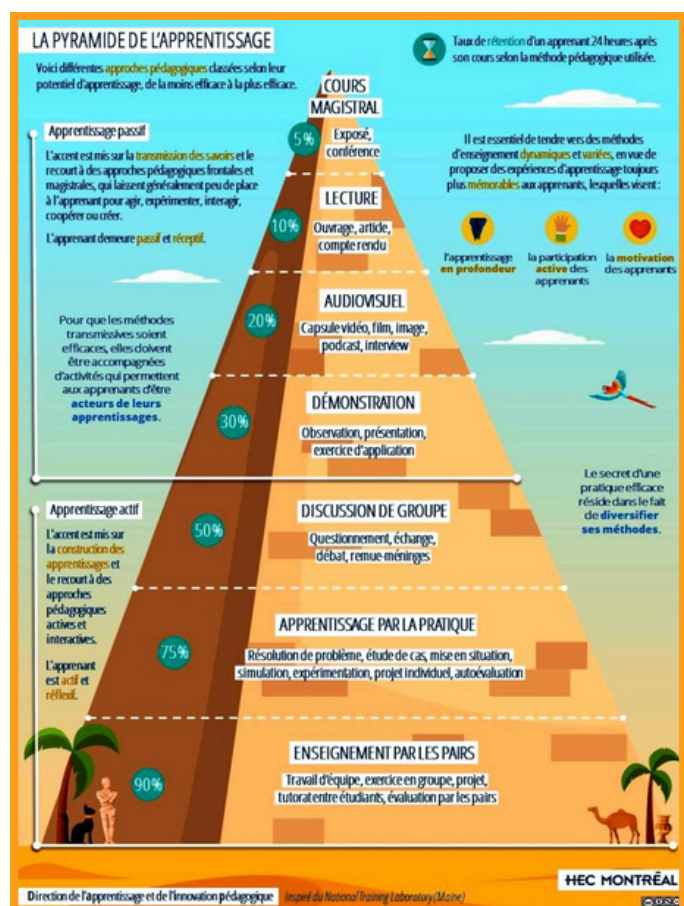 LA PYRAMIDE DE L'APPRENTISSAGE
Voici différentes approches pédagogiques classées selon leur
potentiel d'apprentissage, de la moins efficace à la plus efficace.
Taux de rétention d'un apprenant 24 heures après
son cours selon la méthode pédagogique utilisée.
Apprentissage passif
L'accent est mis sur la transmission des savoirs et le
recourt à des approches pédagogiques frontales et
magistrales, qui laissent généralement peu de place
à l'apprenant pour agir, expérimenter, interagir,
coopérer ou créer.
L'apprenant demeure passif et réceptif.
Pour que les méthodes
transmissives soient
efficaces, elles doivent
être accompagnées
d'activités qui permettent
aux apprenants d'être
acteurs de leurs
apprentissages.
COURS
MAGISTRAL
5%
Exposé,
conférence
LECTURE
10%
Ouvrage, article,
compte rendu
AUDIOVISUEL
20%
Capsule vidéo, film, image,
podcast, interview
DÉMONSTRATION
30%
Observation, présentation,
exercice d'application
Il est essentiel de tendre vers des méthodes
d'enseignement dynamiques et variées, en vue de
proposer des expériences d'apprentissage toujours
plus mémorables aux apprenants, lesquelles visent :
l'apprentissage
en profondeur
la participation
active des
apprenants
la motivation
des apprenants
Le secret d'une
pratique efficace
réside dans le fait
de diversifier
ses méthodes.
Apprentissage actif
L'accent est mis sur
la construction des
apprentissages et
le recourt à des
approches
pédagogiques
actives et
interactives.
L'apprenant
est actif et
réflexif.
DISCUSSION DE GROUPE
50%
Questionnement, échange,
débat, remue-méninges
APPRENTISSAGE PAR LA PRATIQUE
75%
Résolution de problème, étude de cas, mise en situation,
simulation, expérimentation, projet individuel, autoévaluation
ENSEIGNEMENT PAR LES PAIRS
90%
Travail d'équipe, exercice en groupe, projet,
tutorat entre étudiants, évaluation par les pairs
HEC MONTRÉAL
Direction de l'apprentissage et de l'innovation pédagogique Inspiré du National Training Laboratory (Maine)